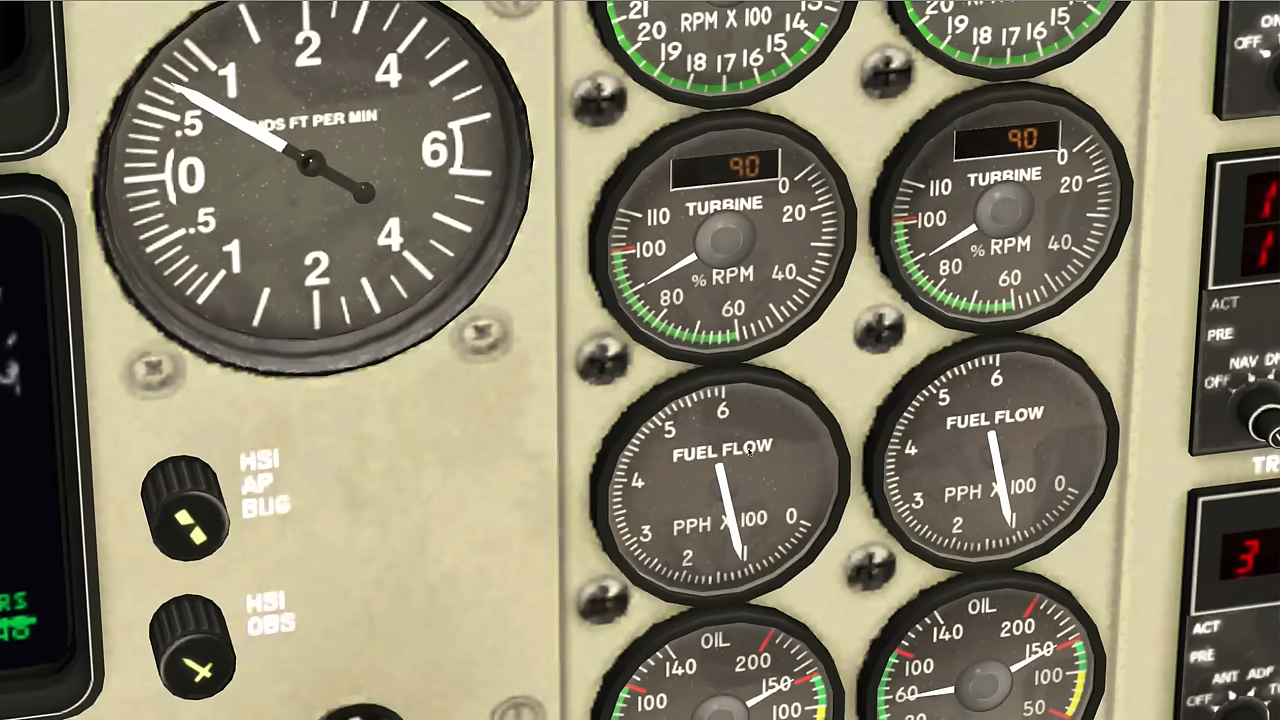 2
1
4
.5
NDS FT PER MIN
6
0
.5
4
1
2
HSI
AP
BUG
HSI
OBS
21
RPM X 100
14
20
15
19
16
18
17
20
19
15
18
16
17
90
TURBINE
0
110
20
100
% RPM
40
80
60
90
TURBINE
0
110
20
100
% RPM
40
80
60
6
5
FUEL FLOW
4
PPH X 100
0
3
2
6
5
FUEL FLOW
4
PPH X 100
0
3
2
1
OIL
140
200
100
150
100
OIL
140
200
100
150
60
100
50
OFF
ACT
PRE
NAV
OFF
3
ACT
PRE
ANT ADF
OFF